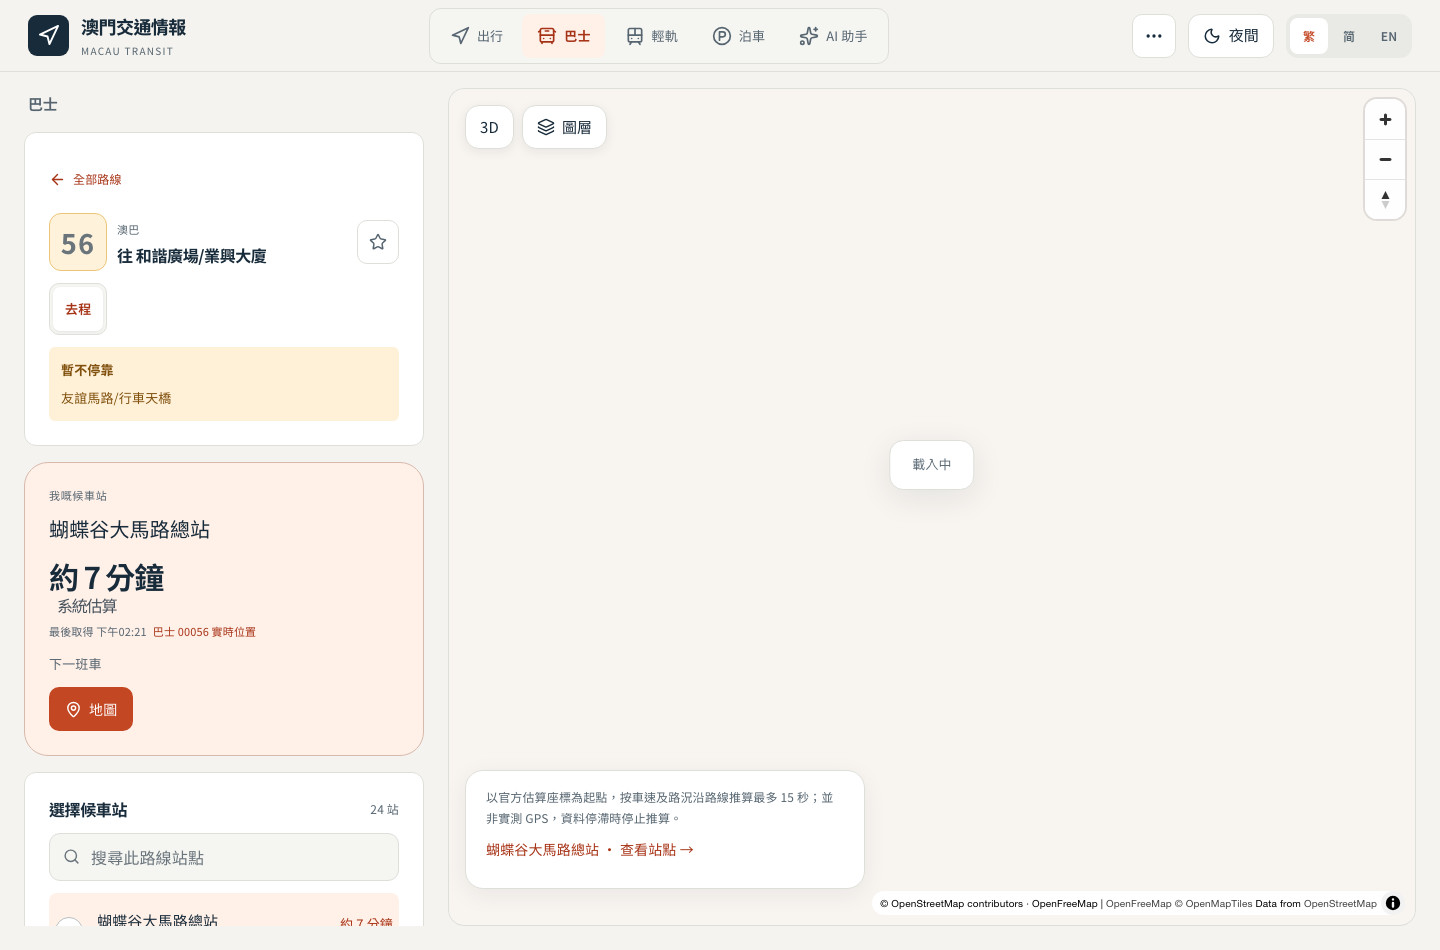 澳門交通情報
MACAU TRANSIT
出行
巴士
輕軌
泊車
AI 助手
夜間
繁
简
EN
巴士
全部路線
56
澳巴
往 和諧廣場/業興大廈
去程
暫不停靠
友誼馬路/行車天橋
我嘅候車站
蝴蝶谷大馬路總站
約 7 分鐘
系統估算
最後取得 下午02:21 巴士 00056 實時位置
下一班車
地圖
選擇候車站
24 站
搜尋此路線站點
蝴蝶谷大馬路總站
約 7 分鐘
3D
圖層
載入中
以官方估算座標為起點，按車速及路況沿路線推算最多 15 秒；並
非實測 GPS，資料停滯時停止推算。
蝴蝶谷大馬路總站 · 查看站點 →
© OpenStreetMap contributors · OpenFreeMap | OpenFreeMap © OpenMapTiles Data from OpenStreetMap